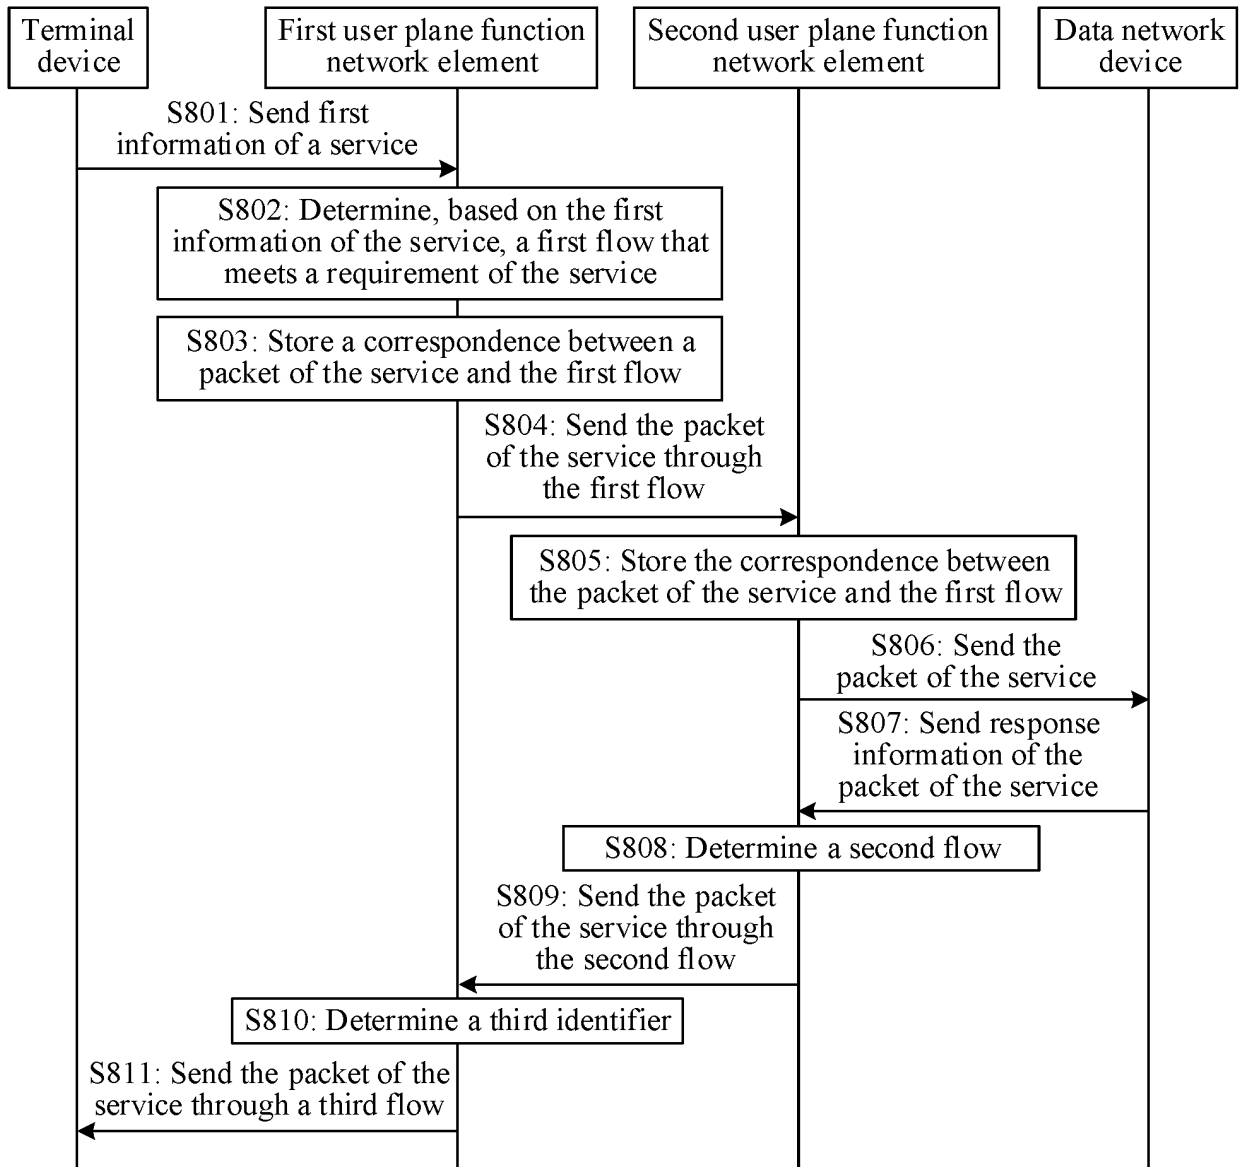 Terminal
device
First user plane function
network element
Second user plane function
network element
Data network
device
S801: Send first
information of a service
S802: Determine, based on the first
information of the service, a first flow that
meets a requirement of the service
S803: Store a correspondence between a
packet of the service and the first flow
S804: Send the packet
of the service through
the first flow
S805: Store the correspondence between
the packet of the service and the first flow
S806: Send the
packet of the service
S807: Send response
information of the
packet of the service
S808: Determine a second flow
S809: Send the packet
of the service through
the second flow
S810: Determine a third identifier
S811: Send the packet of the
service through a third flow